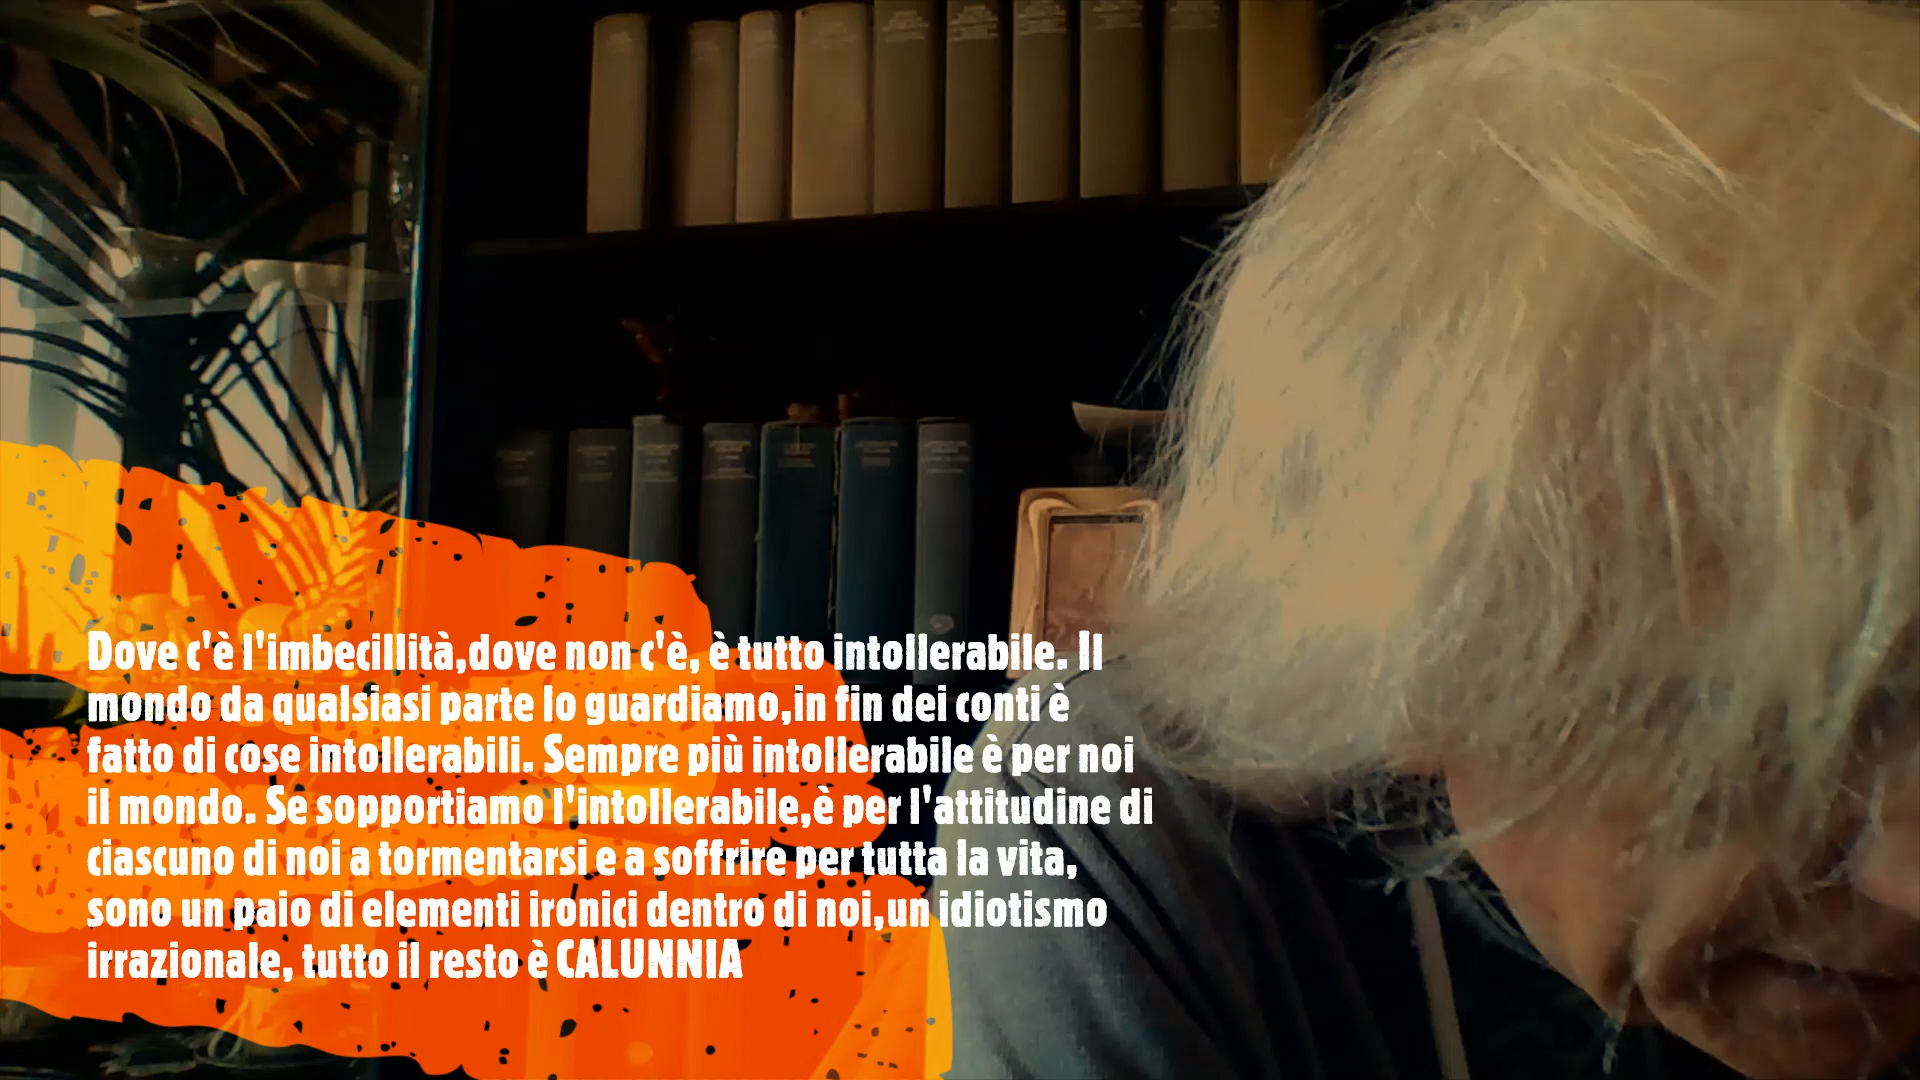 Dove c'è l'imbecillità,dove non c'è, è tutto intollerabile. Il
mondo da qualsiasi parte lo guardiamo,in fin dei conti è
fatto di cose intollerabili. Sempre più intollerabile è per noi
il mondo. Se sopportiamo l'intollerabile,è per l'attitudine di
ciascuno di noi a tormentarsi e a soffrire per tutta la vita,
sono un paio di elementi ironici dentro di noi,un idiotismo
irrazionale, tutto il resto è CALUNNIA